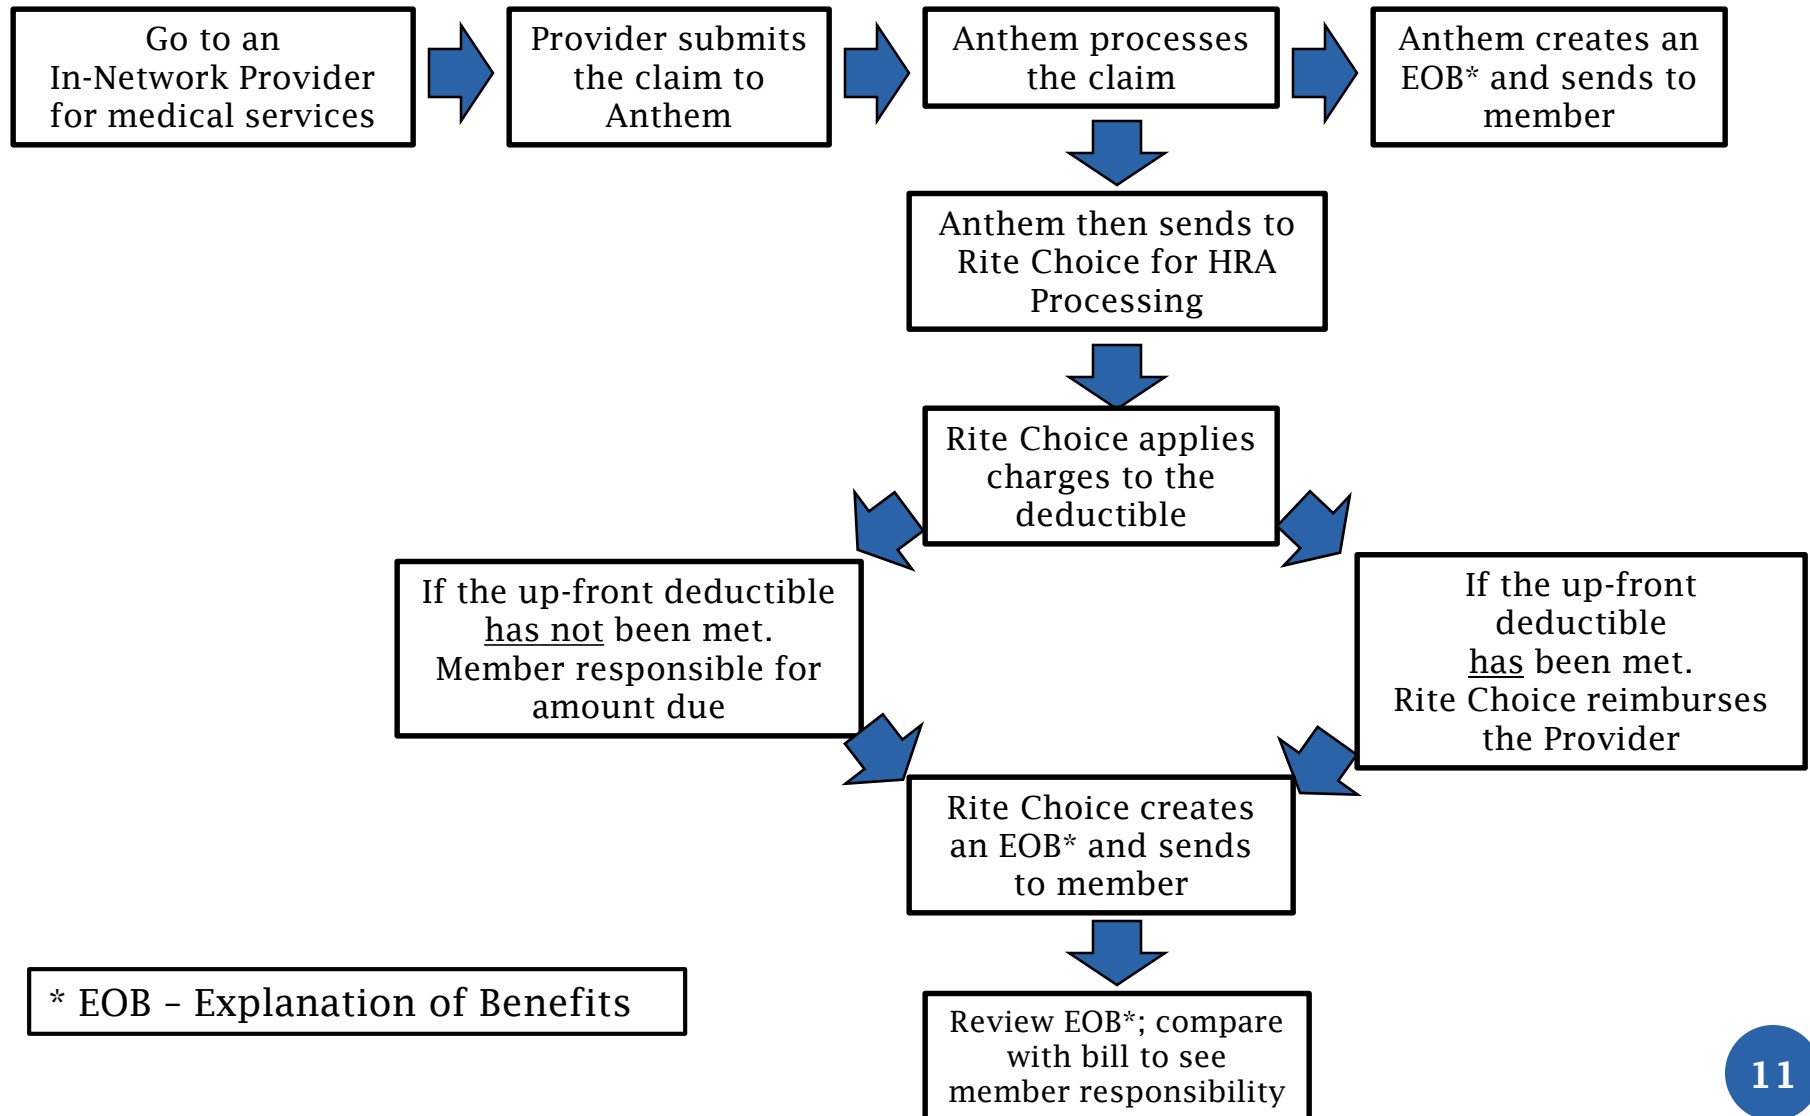 Go to an
In-Network Provider
for medical services
Provider submits
the claim to
Anthem
Anthem processes
the claim
Anthem creates an
EOB* and sends to
member
Anthem then sends to
Rite Choice for HRA
Processing
Rite Choice applies
charges to the
deductible
If the up-front deductible
has not been met.
Member responsible for
amount due
If the up-front
deductible
has been met.
Rite Choice reimburses
the Provider
Rite Choice creates
an EOB* and sends
to member
Review EOB*; compare
with bill to see
member responsibility
* EOB – Explanation of Benefits
11